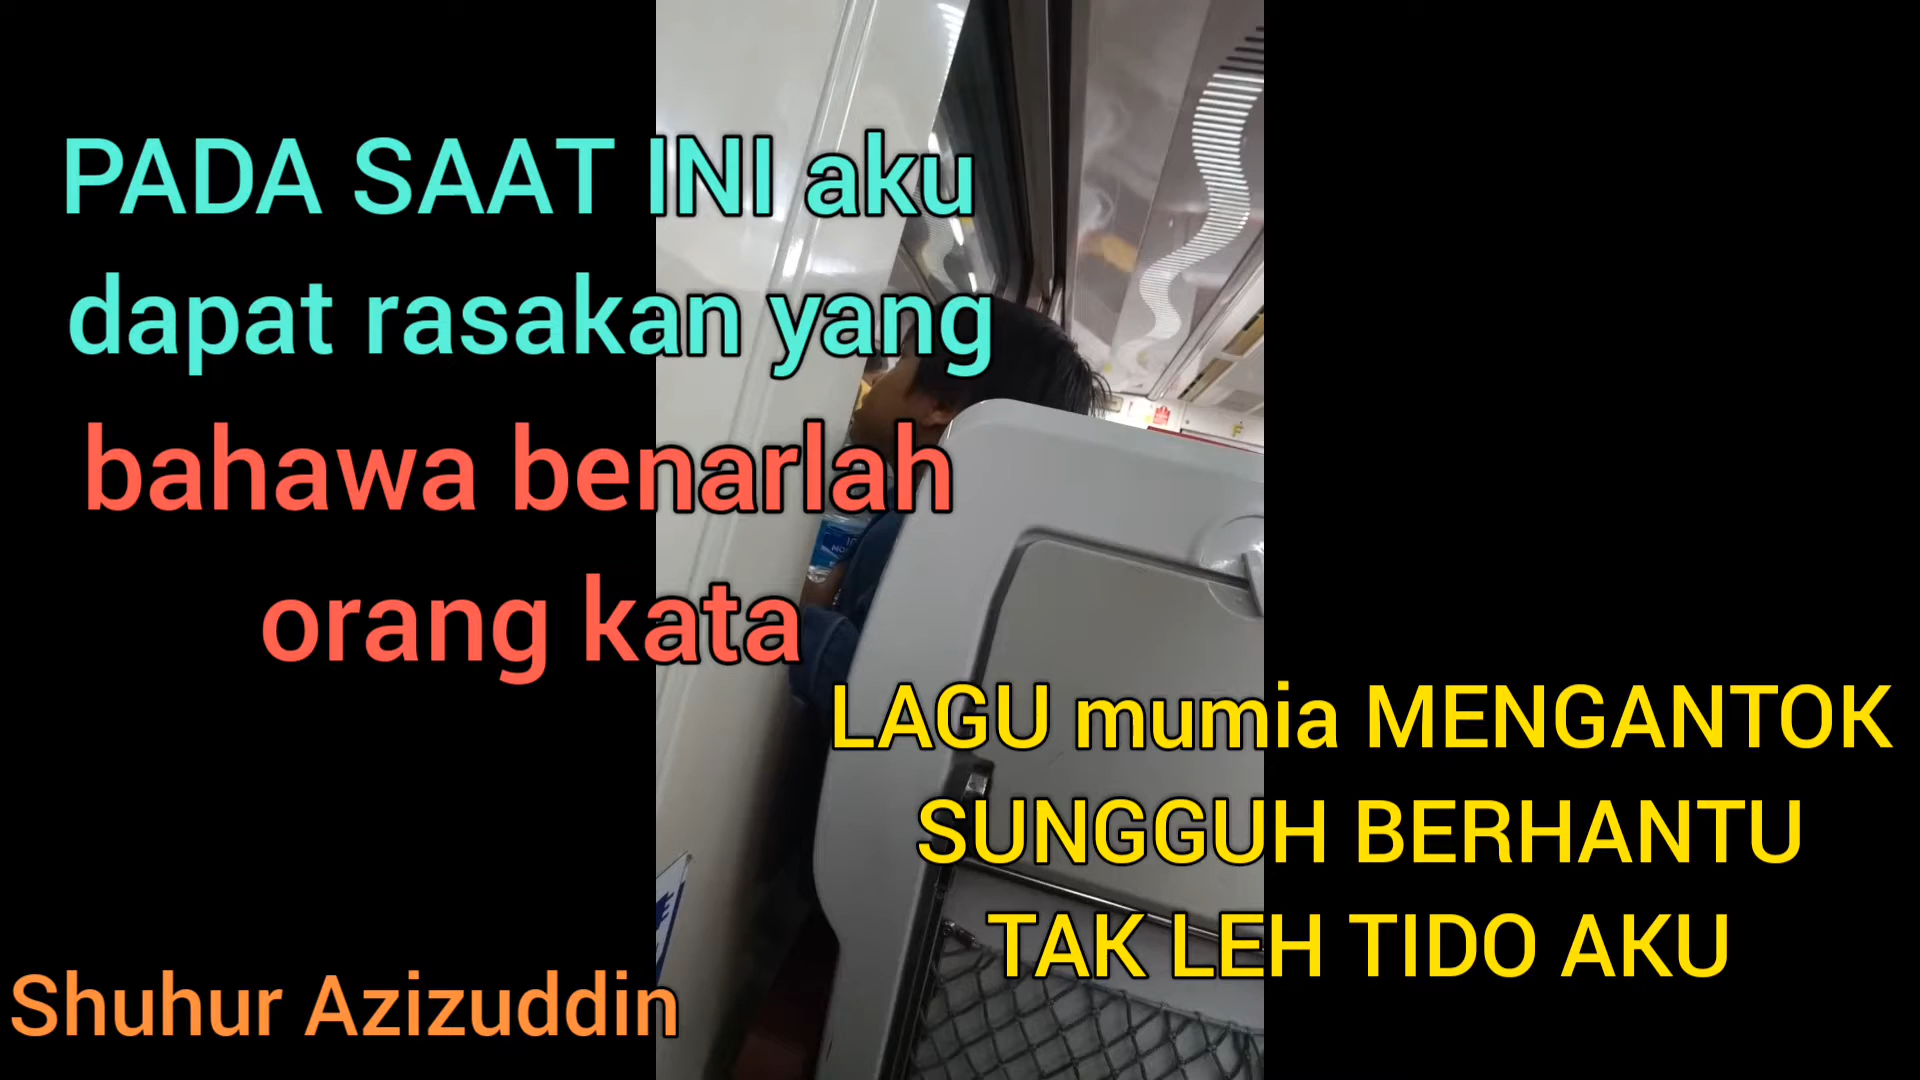 PADA SAAT INI aku
dapat rasakan yang
bahawa benarlah
orang kata
LAGU mumia MENGANTOK
SUNGGUH BERHANTU
TAK LEH TIDO AKU
Shuhur Azizuddin